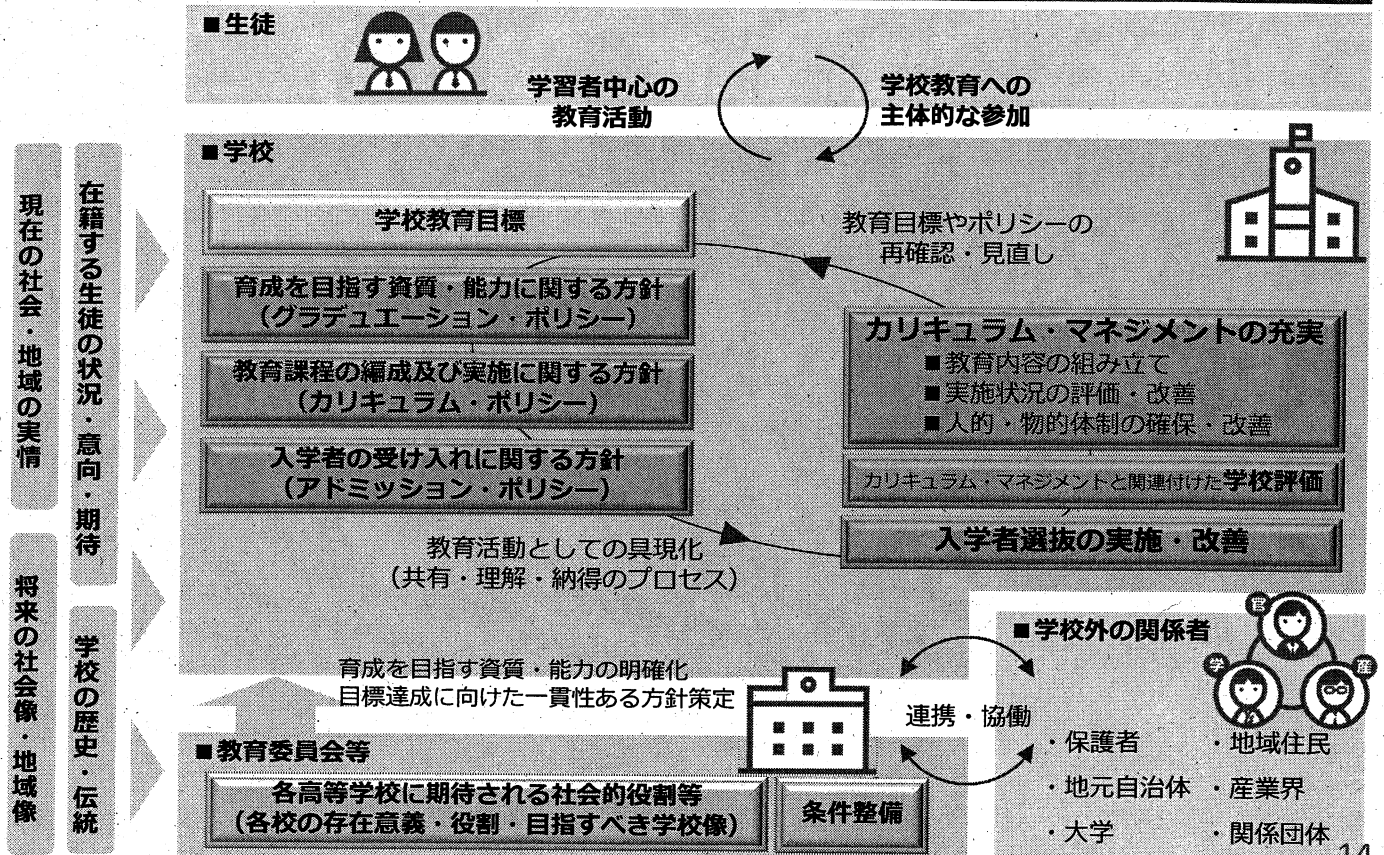 ■生徒
学習者中心の
教育活動
学校教育への
主体的な参加
現在の社会・地域の実情
在籍する生徒の状況・意向・期待
将来の社会像・地域像
学校の歴史・伝統
■学校
学校教育目標
育成を目指す資質・能力に関する方針
（グラデュエーション・ポリシー）
教育課程の編成及び実施に関する方針
（カリキュラム・ポリシー）
入学者の受け入れに関する方針
（アドミッション・ポリシー）
教育目標やポリシーの
再確認・見直し
カリキュラム・マネジメントの充実
■教育内容の組み立て
■実施状況の評価・改善
■人的・物的体制の確保・改善
カリキュラム・マネジメントと関連付けた学校評価
入学者選抜の実施・改善
教育活動としての具現化
（共有・理解・納得のプロセス）
育成を目指す資質・能力の明確化
目標達成に向けた一貫性ある方針策定
■教育委員会等
各高等学校に期待される社会的役割等
（各校の存在意義・役割・目指すべき学校像）
条件整備
連携・協働
■学校外の関係者
官
学
産
・保護者
・地域住民
・地元自治体
・産業界
・大学
・関係団体
14